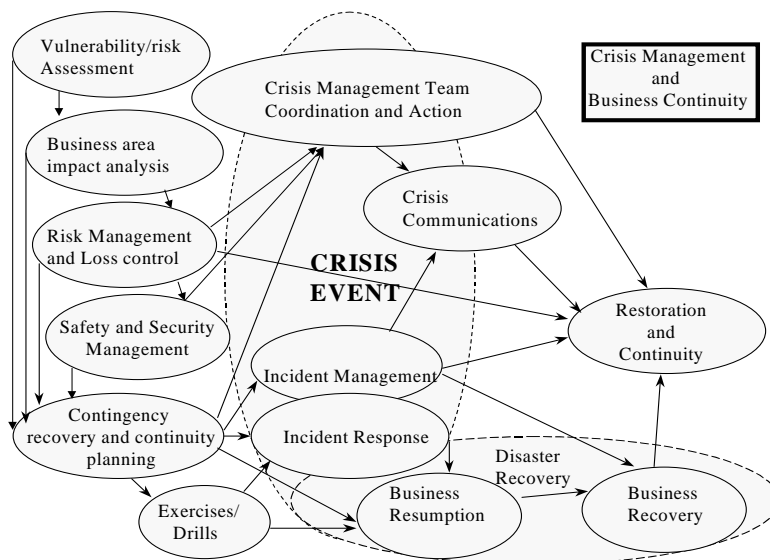 Vulnerability/risk
Assessment
Crisis Management Team
Coordination and Action
Crisis Management
and
Business Continuity
Business area
impact analysis
Crisis
Communications
Risk Management
and Loss control
CRISIS
EVENT
Safety and Security
Management
Restoration
and
Continuity
Incident Management
Contingency
recovery and continuity
planning
Incident Response
Disaster
Recovery
Business
Resumption
Business
Recovery
Exercises/
Drills